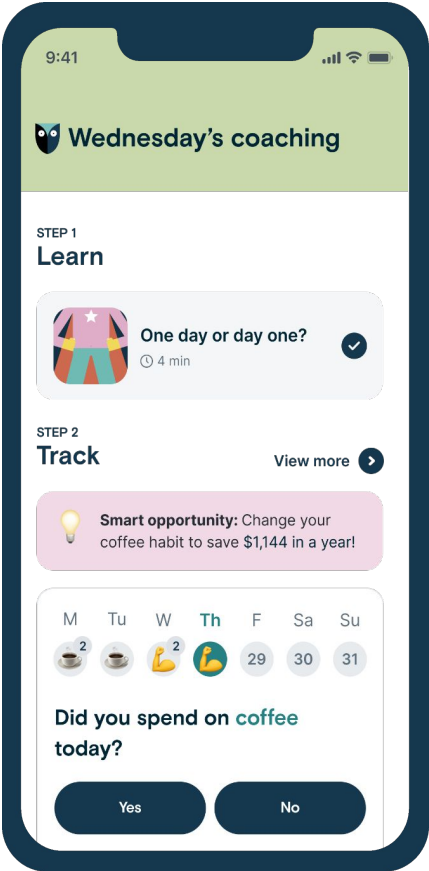 9:41
Wednesday's coaching
STEP 1
Learn
One day or day one?
4 min
STEP 2
Track
View more
Smart opportunity: Change your
coffee habit to save $1,144 in a year!
M Tu W Th F Sa Su
2 2 29 30 31
Did you spend on coffee
today?
Yes No